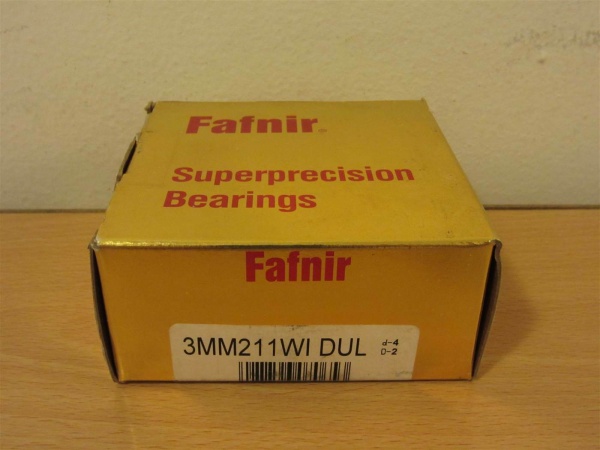 Fafnir®
Superprecision
Bearings
Fafnir
3MM211WI DUL
d-4
D-2